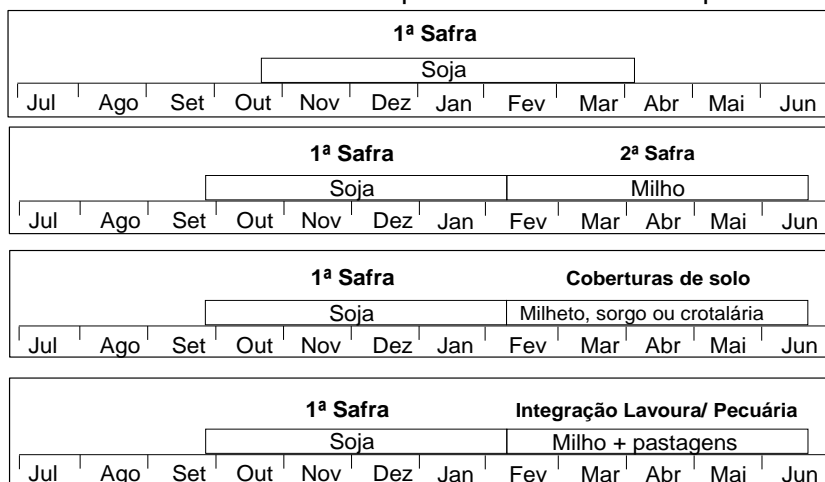 1ª Safra
Soja
Jul Ago Set Out Nov Dez Jan Fev Mar Abr Mai Jun
1ª Safra 2ª Safra
Soja Milho
Jul Ago Set Out Nov Dez Jan Fev Mar Abr Mai Jun
1ª Safra Coberturas de solo
Soja Milheto, sorgo ou crotalária
Jul Ago Set Out Nov Dez Jan Fev Mar Abr Mai Jun
1ª Safra Integração Lavoura/ Pecuária
Soja Milho + pastagens
Jul Ago Set Out Nov Dez Jan Fev Mar Abr Mai Jun